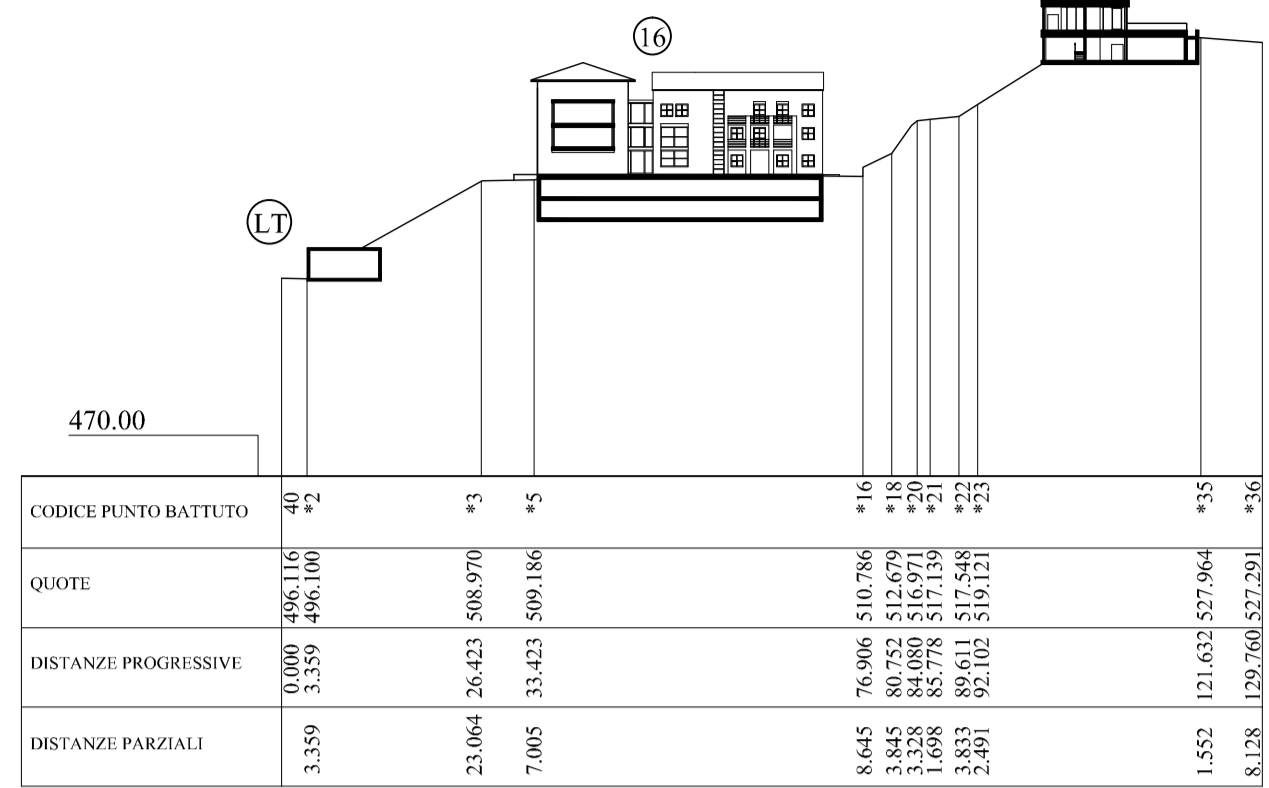 16
LT
470.00
CODICE PUNTO BATTUTO 40 *2 *3 *5 *16 *18 *20 *21 *22 *23 *35 *36
QUOTE 496.116 496.100 508.970 509.186 510.786 512.679 516.971 517.139 517.548 519.121 527.964 527.291
DISTANZE PROGRESSIVE 0.000 3.359 26.423 33.423 76.906 80.752 84.080 85.778 89.611 92.102 121.632 129.760
DISTANZE PARZIALI 3.359 23.064 7.005 8.645 3.845 3.328 1.698 3.833 2.491 1.552 8.128